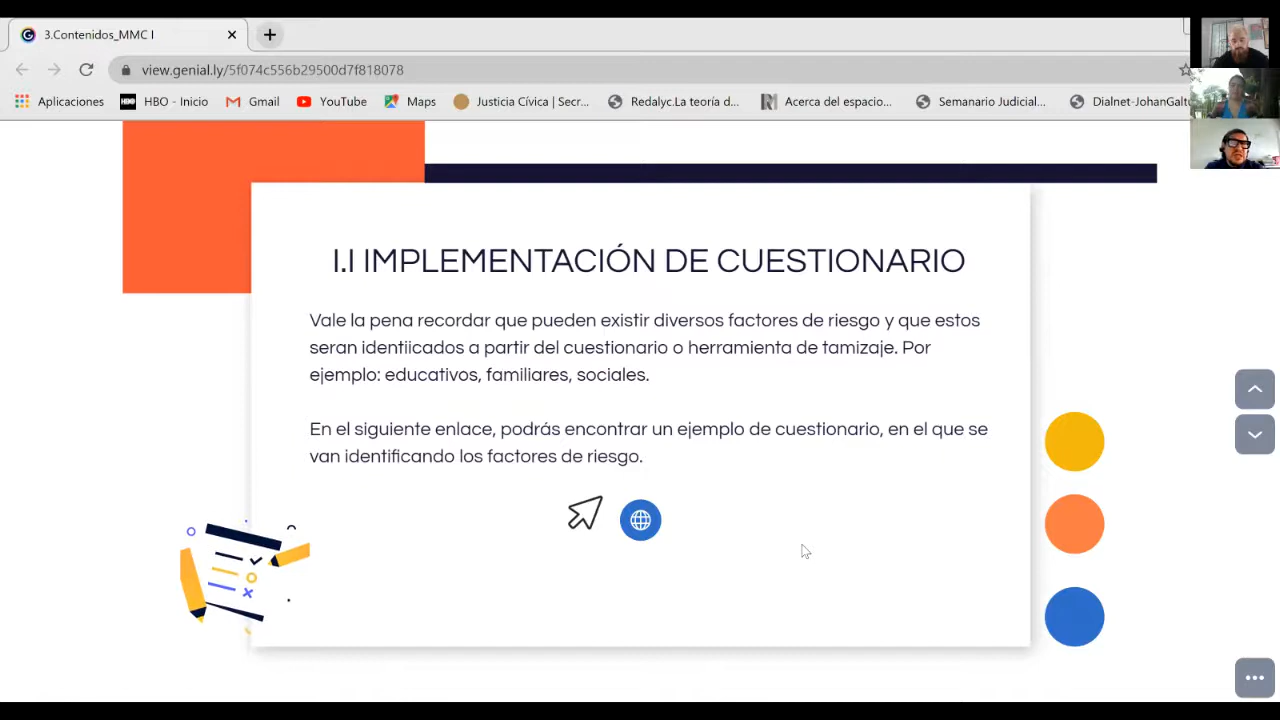 3.Contenidos_MMC I
view.genial.ly/5f074c556b29500d7f818078
Aplicaciones
HBO - Inicio
Gmail
YouTube
Maps
Justicia Cívica | Secr...
Redalyc.La teoría d...
Acerca del espacio...
Semanario Judicial...
Dialnet-JohanGaltu
I.I IMPLEMENTACIÓN DE CUESTIONARIO
Vale la pena recordar que pueden existir diversos factores de riesgo y que estos
seran identiicados a partir del cuestionario o herramienta de tamizaje. Por
ejemplo: educativos, familiares, sociales.
En el siguiente enlace, podrás encontrar un ejemplo de cuestionario, en el que se
van identificando los factores de riesgo.